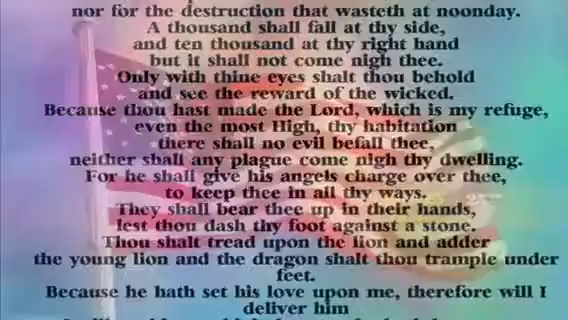 nor for the destruction that wasteth at noonday.
A thousand shall fall at thy side,
and ten thousand at thy right hand
but it shall not come nigh thee.
Only with thine eyes shalt thou behold
and see the reward of the wicked.
Because thou hast made the Lord, which is my refuge,
even the most High, thy habitation
there shall no evil befall thee,
neither shall any plague come nigh thy dwelling.
For he shall give his angels charge over thee,
to keep thee in all thy ways.
They shall bear thee up in their hands,
lest thou dash thy foot against a stone.
Thou shalt tread upon the lion and adder
the young lion and the dragon shalt thou trample under
feet.
Because he hath set his love upon me, therefore will I
deliver him